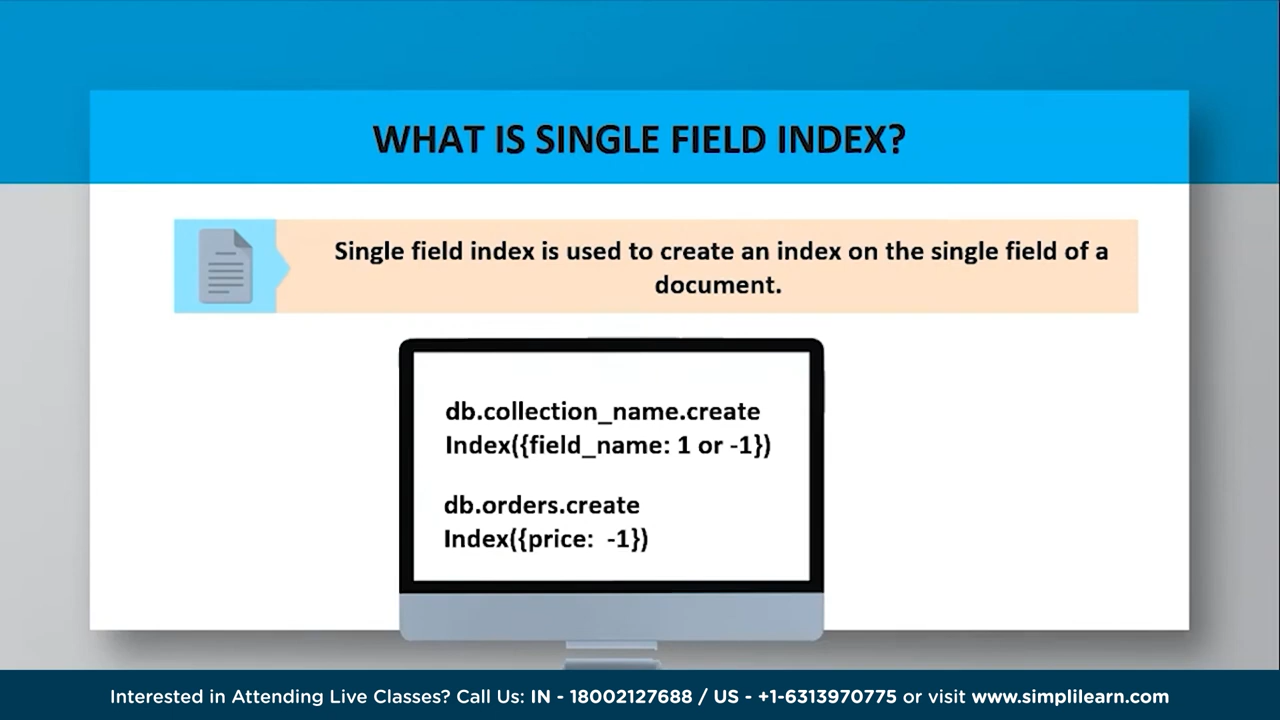 WHAT IS SINGLE FIELD INDEX?
Single field index is used to create an index on the single field of a
document.
db.collection_name.create
Index({field_name: 1 or -1})
db.orders.create
Index({price:  -1})
Interested in Attending Live Classes? Call Us: IN - 18002127688 / US - +1-6313970775 or visit www.simplilearn.com